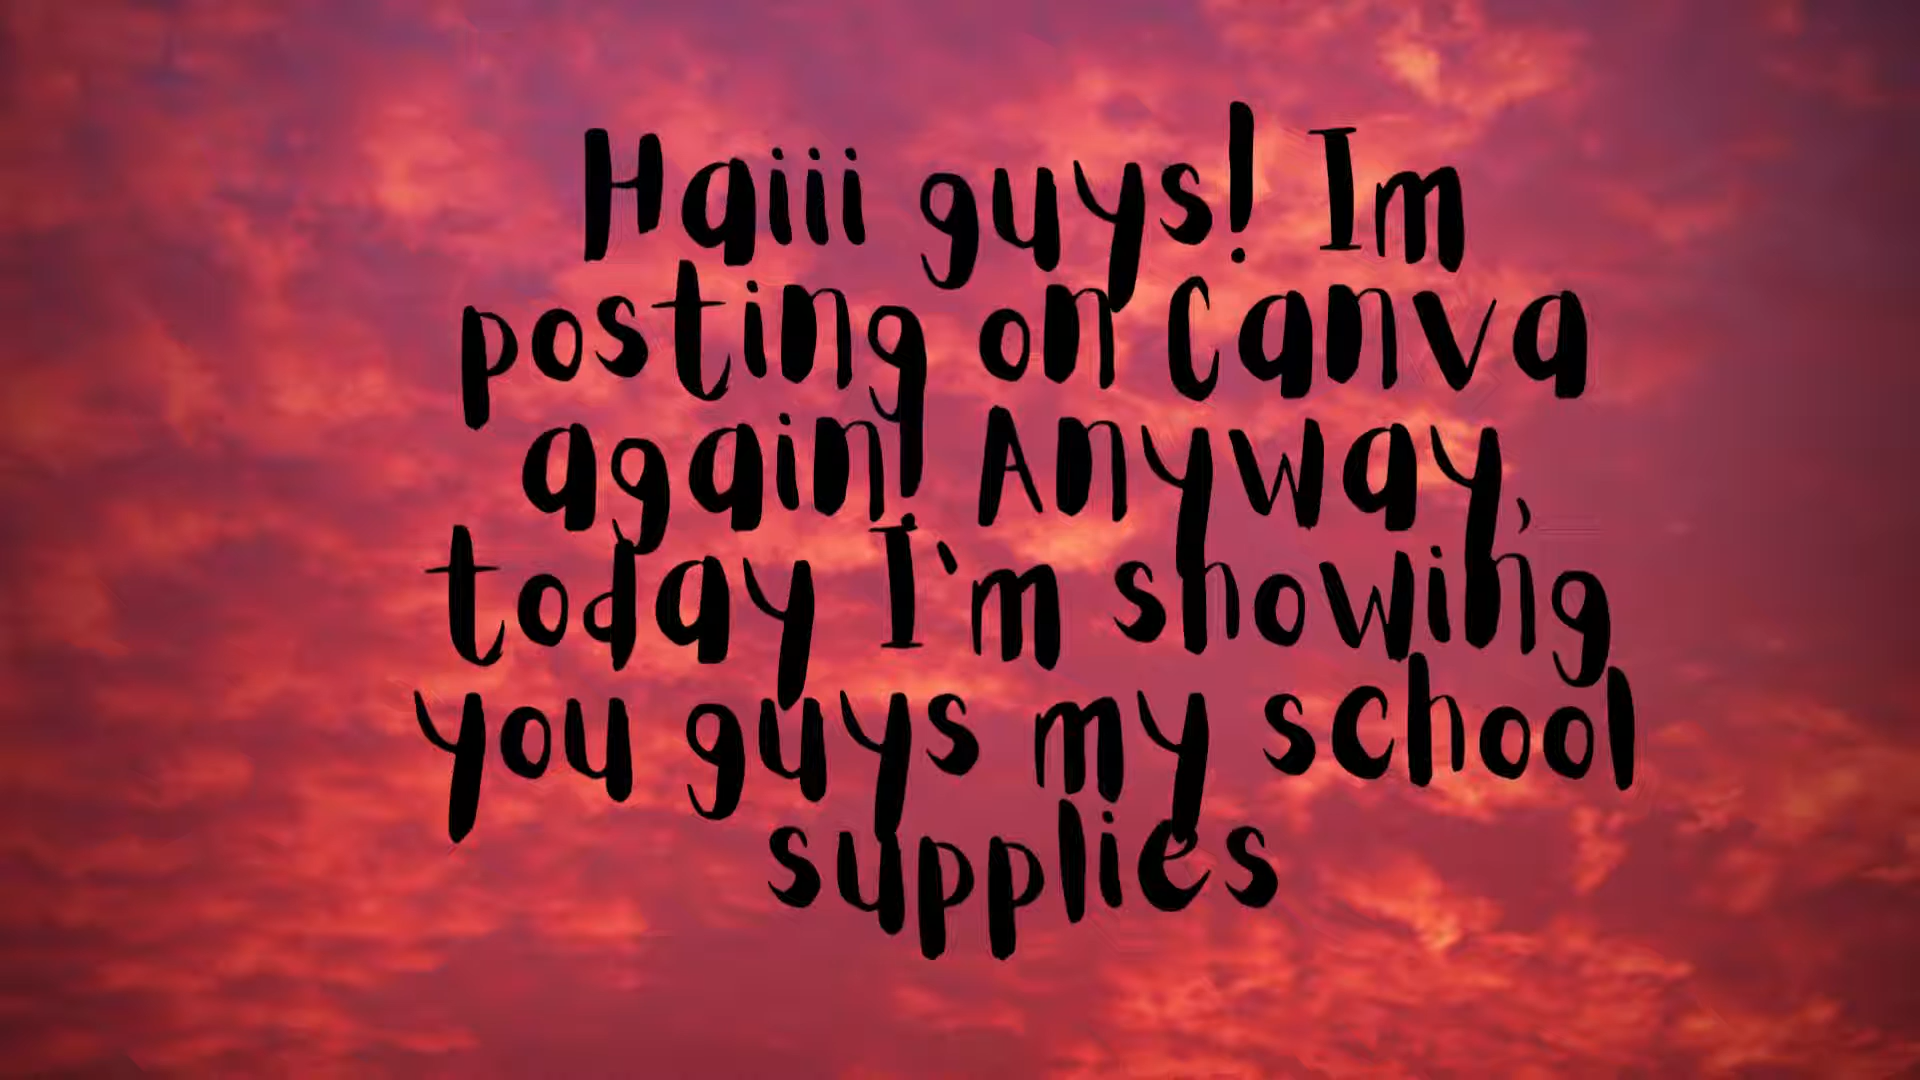 Haiii guys! Im
posting on Canva
again! Anyway,
today I'm showing
you guys my school
supplies